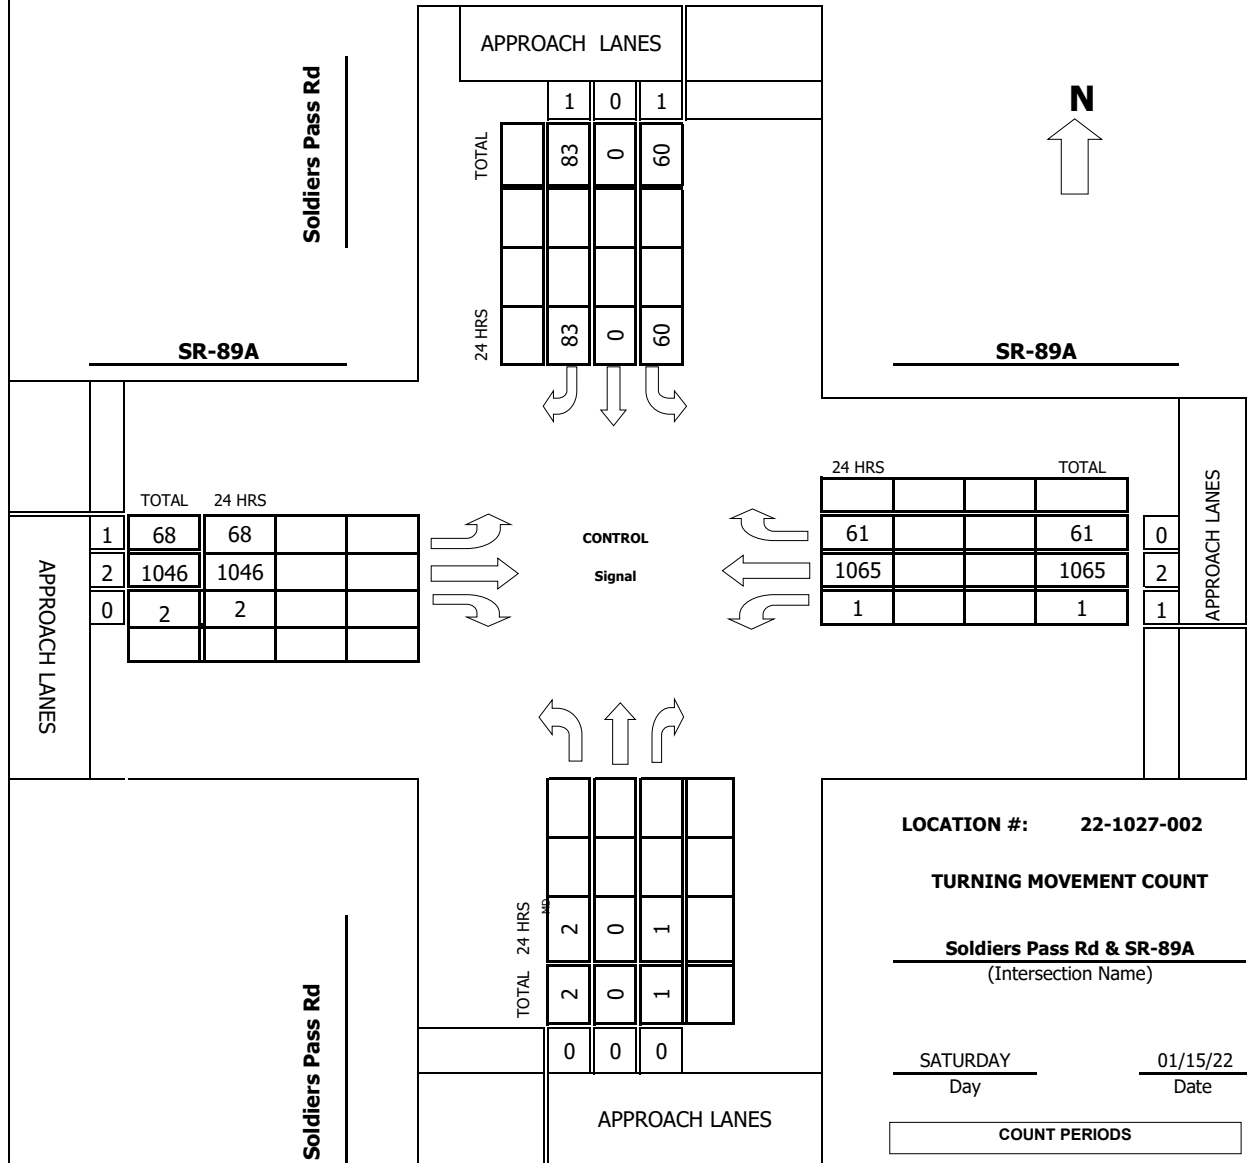 APPROACH LANES
Soldiers Pass Rd
N
1 0 1
TOTAL
83 0 60
24 HRS
83 0 60
SR-89A
SR-89A
TOTAL 24 HRS
1 68 68
2 1046 1046
0 2 2
APPROACH LANES
CONTROL
Signal
24 HRS TOTAL
61 61 0
1065 1065 2
1 1 1
APPROACH LANES
MD
24 HRS
2 0 1
TOTAL
2 0 1
0 0 0
APPROACH LANES
Soldiers Pass Rd
LOCATION #: 22-1027-002
TURNING MOVEMENT COUNT
Soldiers Pass Rd & SR-89A
(Intersection Name)
SATURDAY 01/15/22
Day Date
COUNT PERIODS